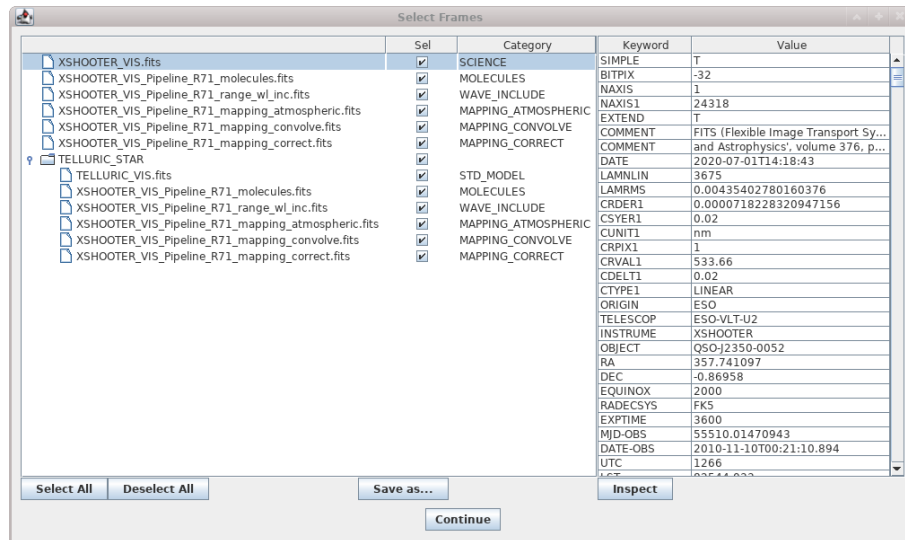 Select Frames
Sel Category
XSHOOTER_VIS.fits SCIENCE
XSHOOTER_VIS_Pipeline_R71_molecules.fits MOLECULES
XSHOOTER_VIS_Pipeline_R71_range_wl_inc.fits WAVE_INCLUDE
XSHOOTER_VIS_Pipeline_R71_mapping_atmospheric.fits MAPPING_ATMOSPHERIC
XSHOOTER_VIS_Pipeline_R71_mapping_convolve.fits MAPPING_CONVOLVE
XSHOOTER_VIS_Pipeline_R71_mapping_correct.fits MAPPING_CORRECT
TELLURIC_STAR
TELLURIC_VIS.fits STD_MODEL
XSHOOTER_VIS_Pipeline_R71_molecules.fits MOLECULES
XSHOOTER_VIS_Pipeline_R71_range_wl_inc.fits WAVE_INCLUDE
XSHOOTER_VIS_Pipeline_R71_mapping_atmospheric.fits MAPPING_ATMOSPHERIC
XSHOOTER_VIS_Pipeline_R71_mapping_convolve.fits MAPPING_CONVOLVE
XSHOOTER_VIS_Pipeline_R71_mapping_correct.fits MAPPING_CORRECT
Keyword Value
SIMPLE T
BITPIX -32
NAXIS 1
NAXIS1 24318
EXTEND T
COMMENT FITS (Flexible Image Transport Sy...
COMMENT and Astrophysics', volume 376, p...
DATE 2020-07-01T14:18:43
LAMNLIN 3675
LAMRMS 0.00435402780160376
CRDER1 0.0000718228320947156
CSYER1 0.02
CUNIT1 nm
CRPIX1 1
CRVAL1 533.66
CDELT1 0.02
CTYPE1 LINEAR
ORIGIN ESO
TELESCOP ESO-VLT-U2
INSTRUME XSHOOTER
OBJECT QSO-J2350-0052
RA 357.741097
DEC -0.86958
EQUINOX 2000
RADECSYS FK5
EXPTIME 3600
MJD-OBS 55510.01470943
DATE-OBS 2010-11-10T00:21:10.894
UTC 1266
Select All Deselect All Save as... Inspect
Continue